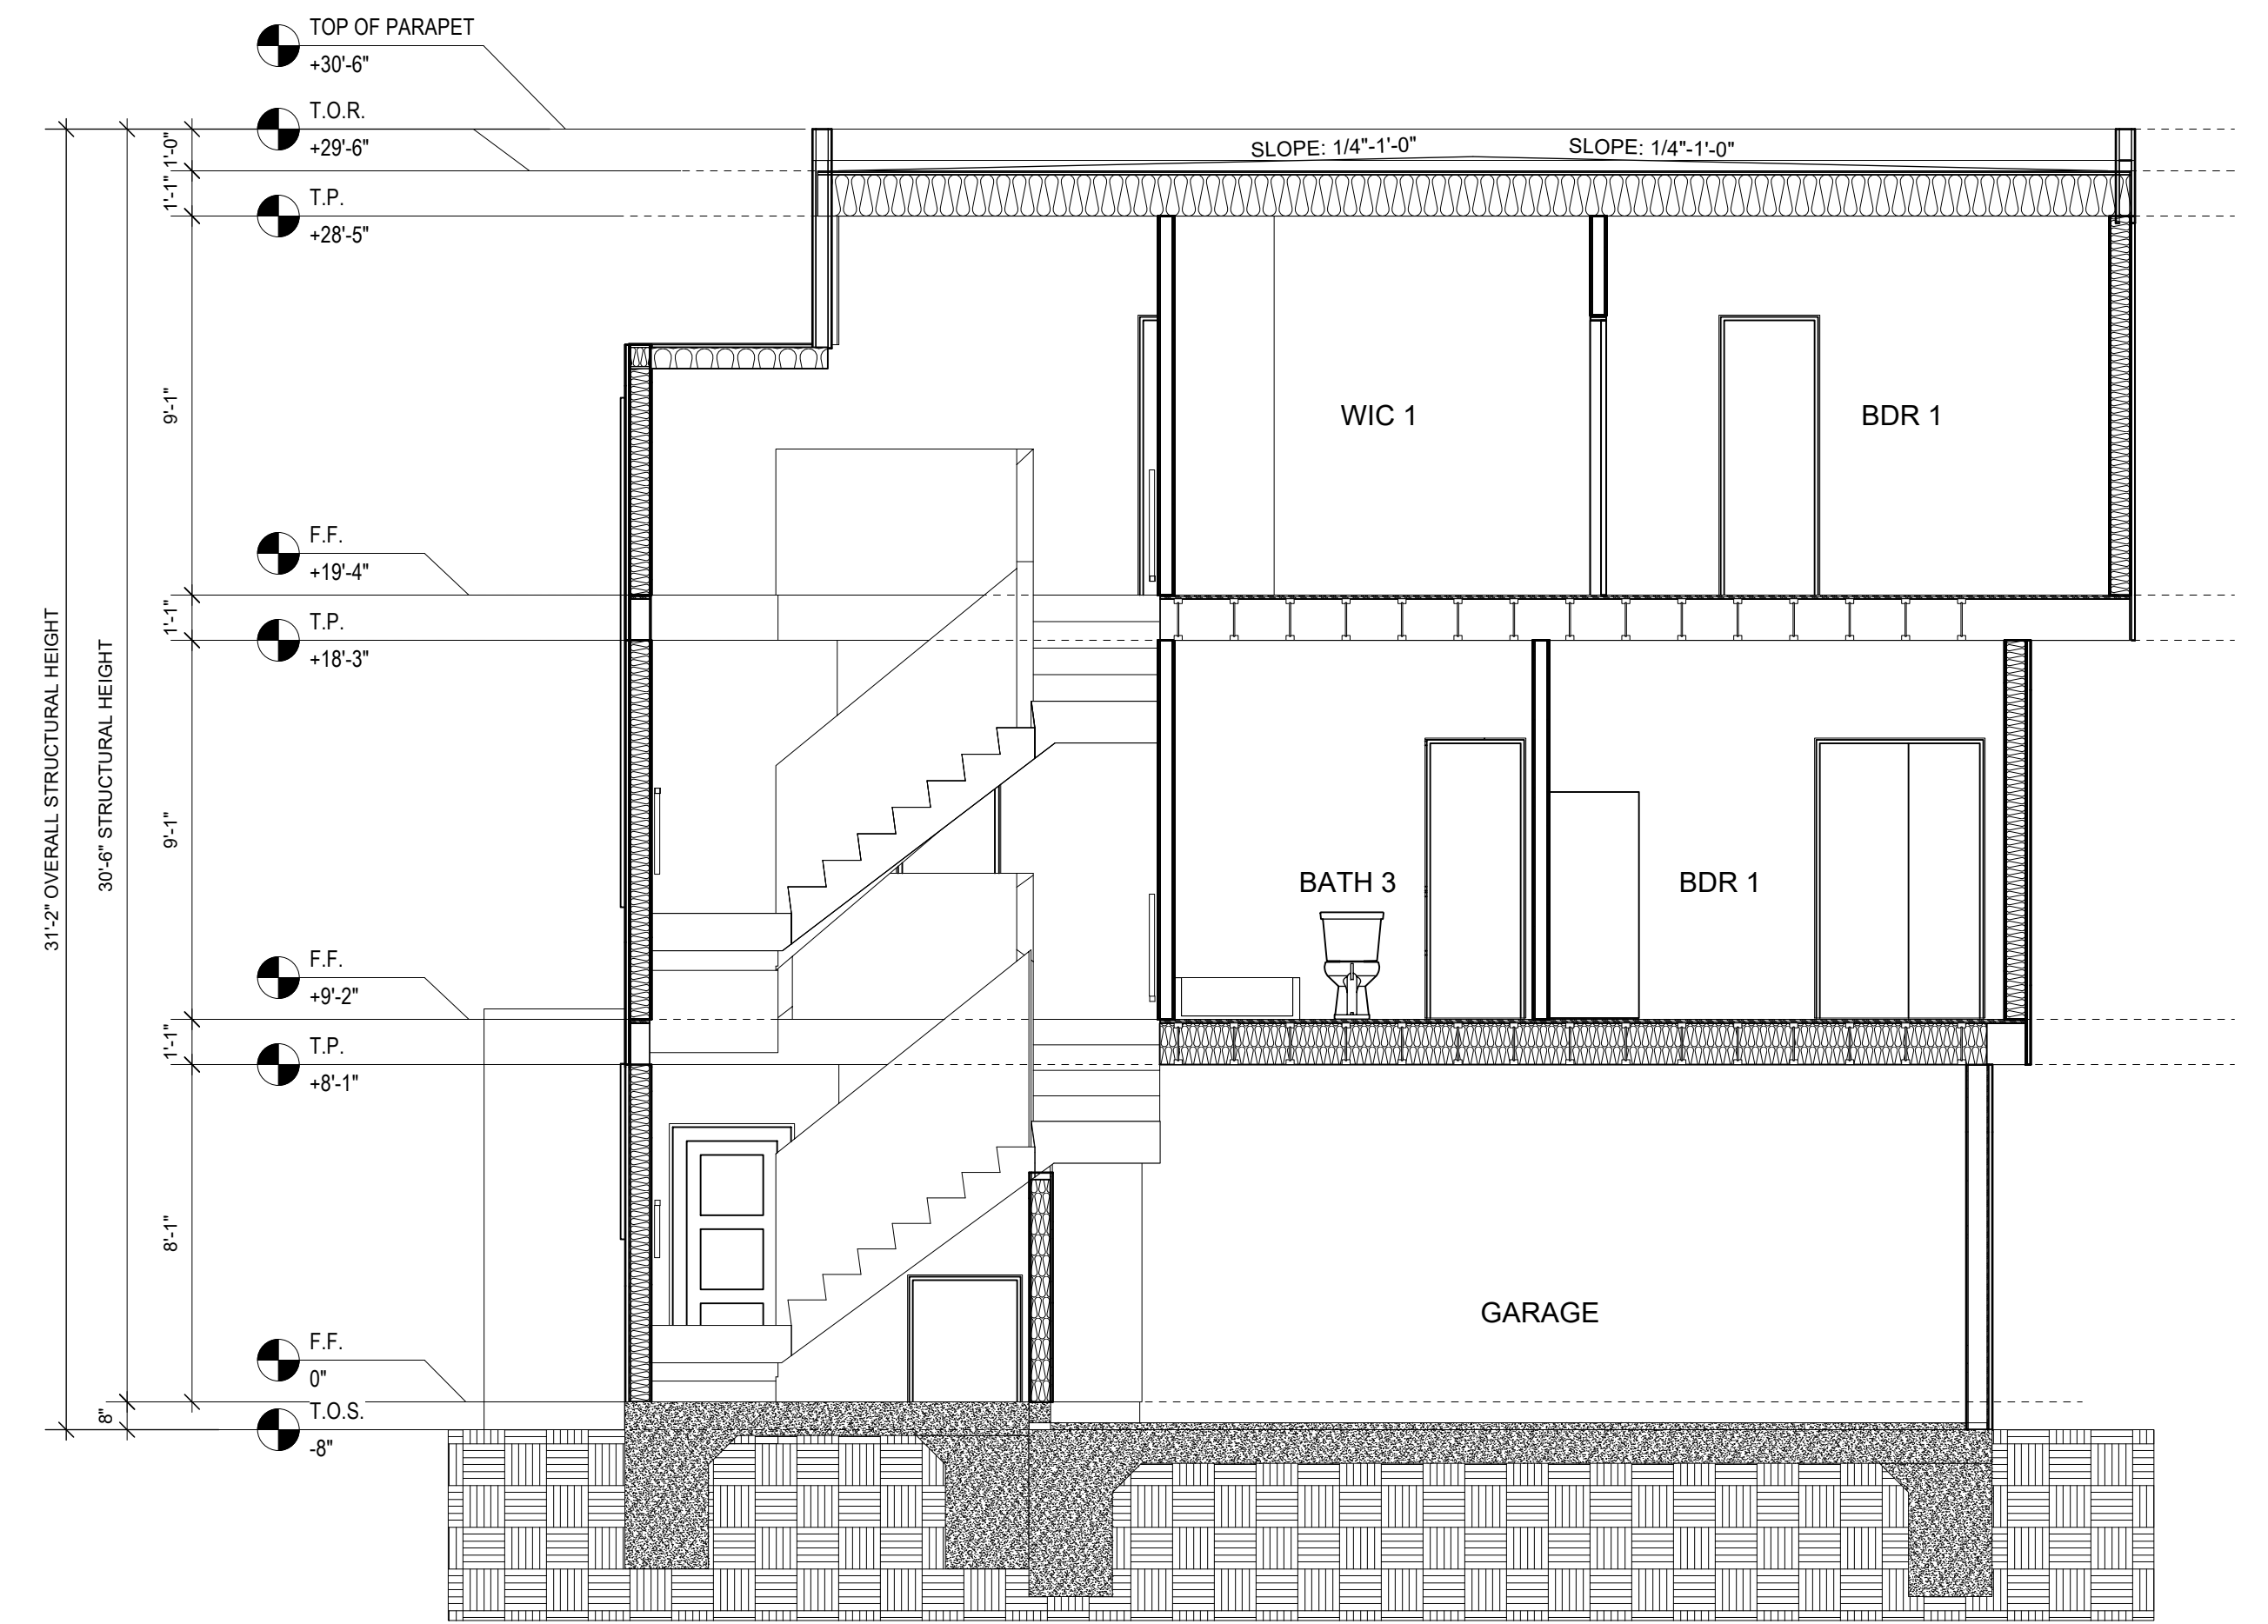 TOP OF PARAPET
+30'-6"
T.O.R.
+29'-6"
1'-0"
SLOPE: 1/4"-1'-0"
SLOPE: 1/4"-1'-0"
1'-1"
T.P.
+28'-5"
9'-1"
WIC 1
BDR 1
F.F.
+19'-4"
1'-1"
T.P.
+18'-3"
31'-2" OVERALL STRUCTURAL HEIGHT
30'-6" STRUCTURAL HEIGHT
9'-1"
BATH 3
BDR 1
F.F.
+9'-2"
1'-1"
T.P.
+8'-1"
8'-1"
GARAGE
F.F.
0"
8"
T.O.S.
-8"